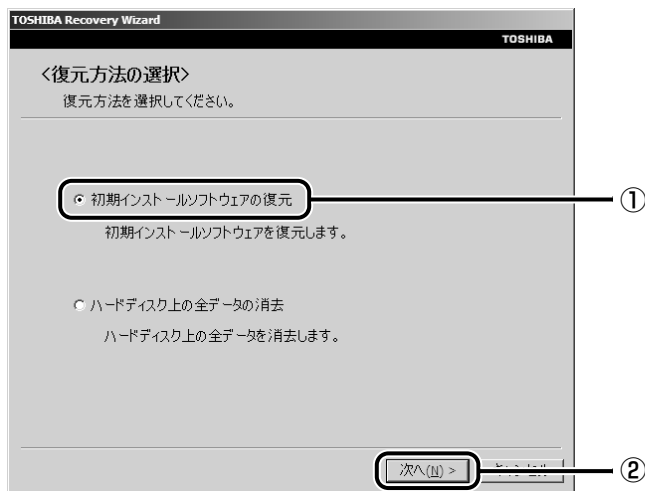 TOSHIBA Recovery Wizard
TOSHIBA
<復元方法の選択>
復元方法を選択してください。
初期インストールソフトウェアの復元
①
初期インストールソフトウェアを復元します。
ハードディスク上の全データの消去
ハードディスク上の全データを消去します。
次へ(N) >
②